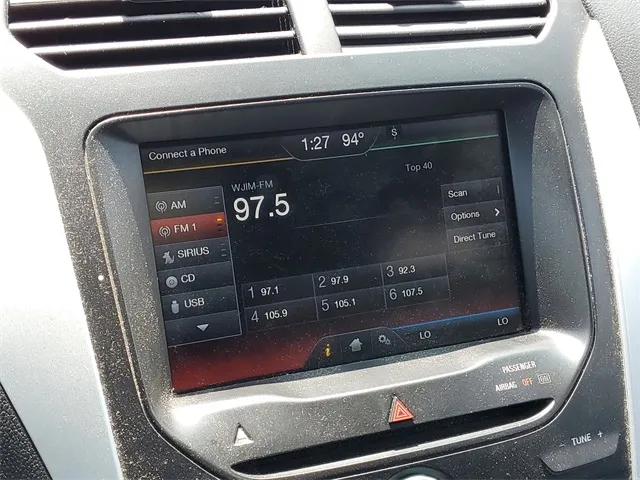 1:27 94°
S
Connect a Phone
Top 40
WJIM-FM
97.5
AM
FM 1
SIRIUS
CD
USB
Scan
Options >
Direct Tune
1 97.1 2 97.9 3 92.3
4 105.9 5 105.1 6 107.5
i LO LO
PASSENGER
AIRBAG OFF ON
TUNE +